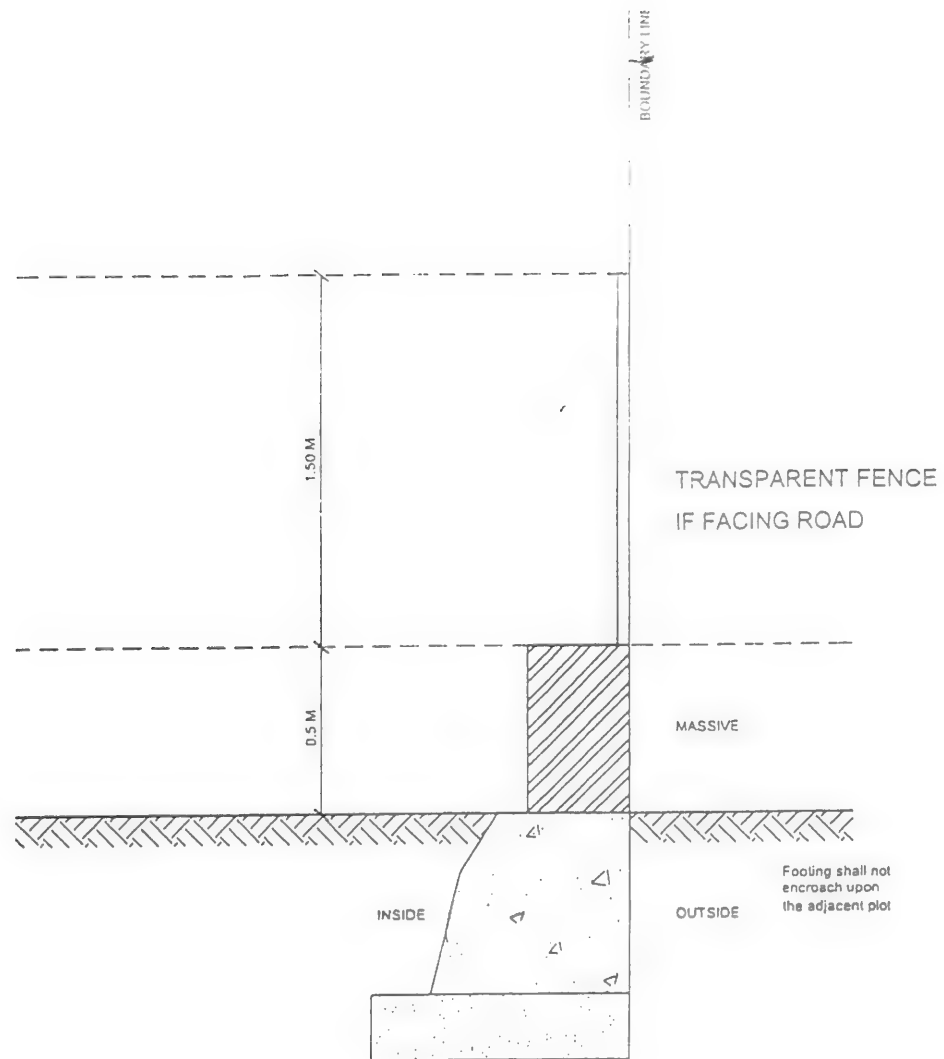 BOUNDARY LINE
1.50 M
TRANSPARENT FENCE
IF FACING ROAD
0.5 M
MASSIVE
INSIDE
OUTSIDE
Footing shall not
encroach upon
the adjacent plot